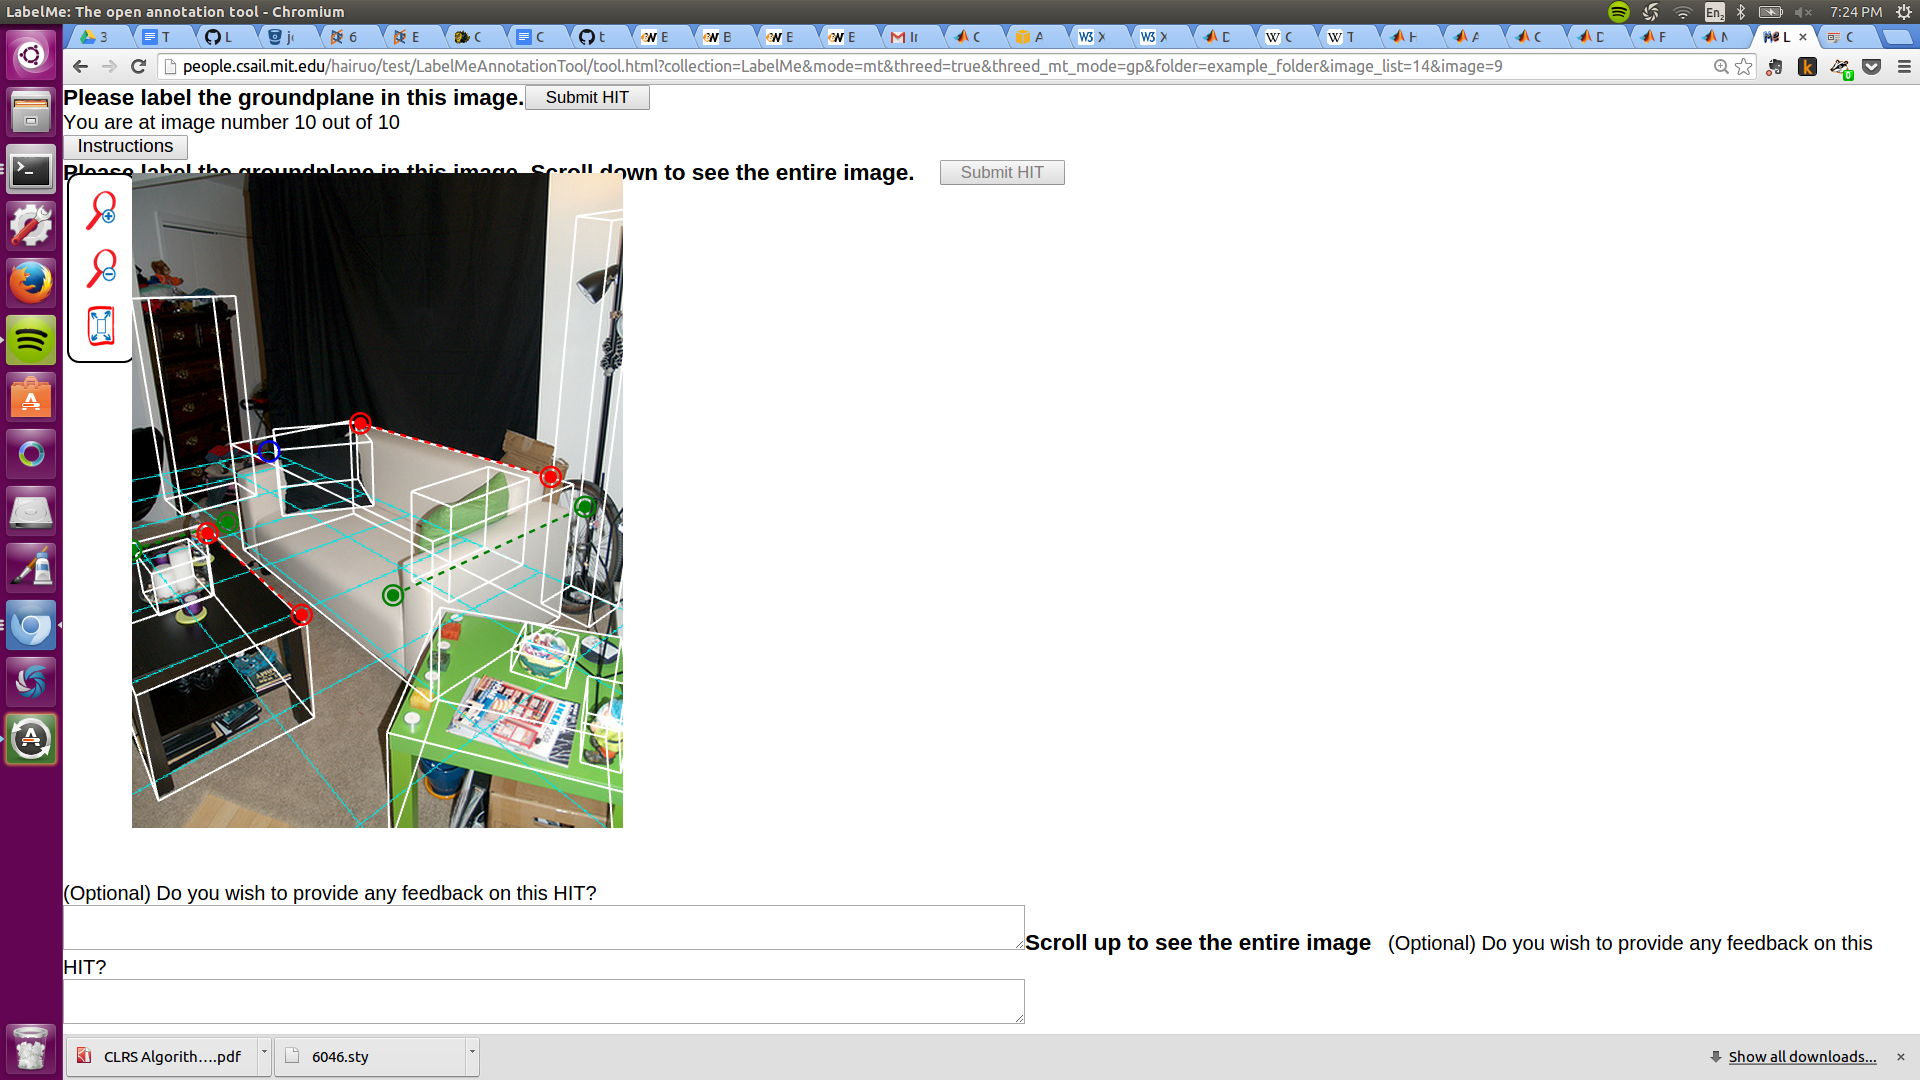 LabelMe: The open annotation tool - Chromium
En2
7:24 PM
3 T L j 6 E C C t E B E E Ir C A X X D C T H A C D F M L × C
people.csail.mit.edu/hairuo/test/LabelMeAnnotationTool/tool.html?collection=LabelMe&mode=mt&threed=true&threed_mt_mode=gp&folder=example_folder&image_list=14&image=9
Please label the groundplane in this image. Submit HIT
You are at image number 10 out of 10
Instructions
Please label the groundplane in this image. Scroll down to see the entire image. Submit HIT
IKEA
(Optional) Do you wish to provide any feedback on this HIT?
Scroll up to see the entire image (Optional) Do you wish to provide any feedback on this
HIT?
CLRS Algorith....pdf
6046.sty
Show all downloads...